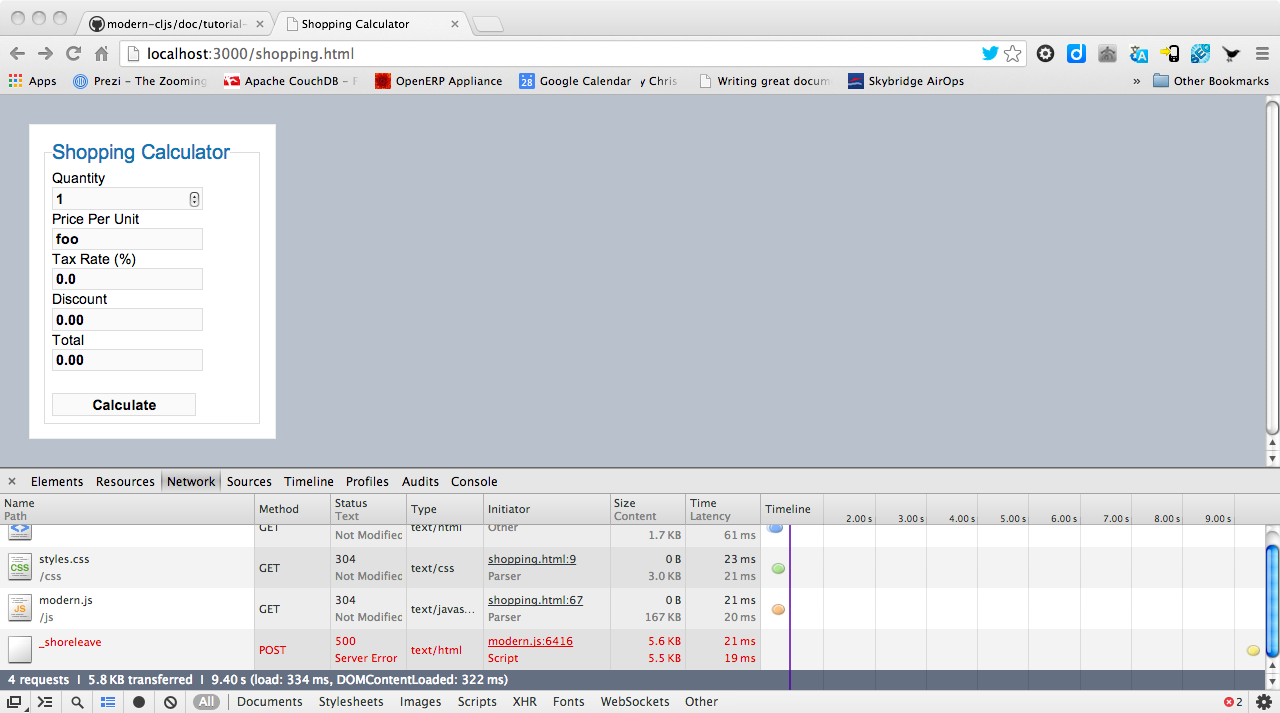 modern-cljs/doc/tutorial-
Shopping Calculator
localhost:3000/shopping.html
Apps Prezi – The Zooming Apache CouchDB – F OpenERP Appliance 28 Google Calendar y Chris Writing great docum Skybridge AirOps » Other Bookmarks
Shopping Calculator
Quantity
1
Price Per Unit
foo
Tax Rate (%)
0.0
Discount
0.00
Total
0.00
Calculate
Elements Resources Network Sources Timeline Profiles Audits Console
Name Path Method Status Text Type Initiator Size Content Time Latency Timeline 2.00 s 3.00 s 4.00 s 5.00 s 6.00 s 7.00 s 8.00 s 9.00 s
GET Not Modified text/html Other 1.7 KB 61 ms
CSS styles.css /css GET 304 Not Modified text/css shopping.html:9 Parser 0 B 3.0 KB 23 ms 21 ms
JS modern.js /js GET 304 Not Modified text/javas... shopping.html:67 Parser 0 B 167 KB 21 ms 20 ms
_shoreleave POST 500 Server Error text/html modern.js:6416 Script 5.6 KB 5.5 KB 21 ms 19 ms
4 requests | 5.8 KB transferred | 9.40 s (load: 334 ms, DOMContentLoaded: 322 ms)
All Documents Stylesheets Images Scripts XHR Fonts WebSockets Other 2